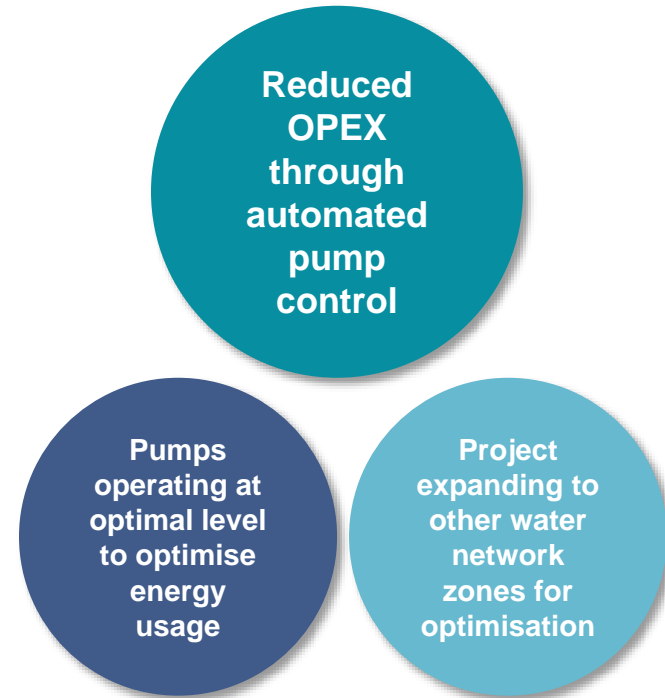 Reduced
OPEX
through
automated
pump
control
Pumps
operating at
optimal level
to optimise
energy
usage
Project
expanding to
other water
network
zones for
optimisation